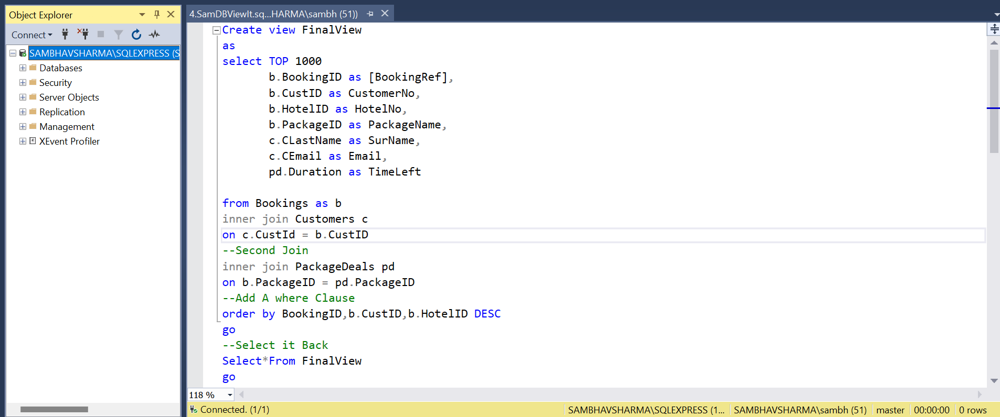 Object Explorer
Connect
SAMBHAVSHARMA\SQLEXPRESS (S
Databases
Security
Server Objects
Replication
Management
XEvent Profiler
4.SamDBViewIt.sq...HARMA\sambh (51))
Create view FinalView
as
select TOP 1000
b.BookingID as [BookingRef],
b.CustID as CustomerNo,
b.HotelID as HotelNo,
b.PackageID as PackageName,
c.CLastName as SurName,
c.CEmail as Email,
pd.Duration as TimeLeft
from Bookings as b
inner join Customers c
on c.CustId = b.CustID
--Second Join
inner join PackageDeals pd
on b.PackageID = pd.PackageID
--Add A where Clause
order by BookingID,b.CustID,b.HotelID DESC
go
--Select it Back
Select*From FinalView
go
118 %
Connected. (1/1)
SAMBHAVSHARMA\SQLEXPRESS (1... SAMBHAVSHARMA\sambh (51) master 00:00:00 0 rows